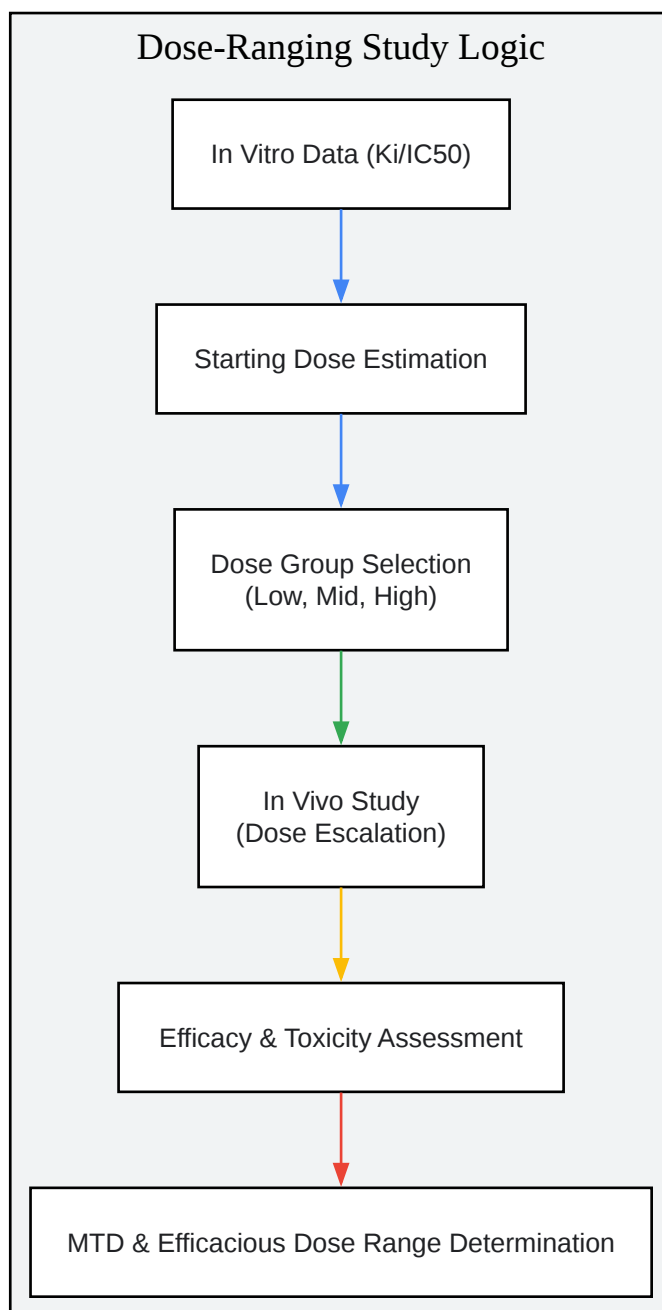 Dose-Ranging Study Logic
In Vitro Data (Ki/IC50)
Starting Dose Estimation
Dose Group Selection
(Low, Mid, High)
In Vivo Study
(Dose Escalation)
Efficacy & Toxicity Assessment
MTD & Efficacious Dose Range Determination